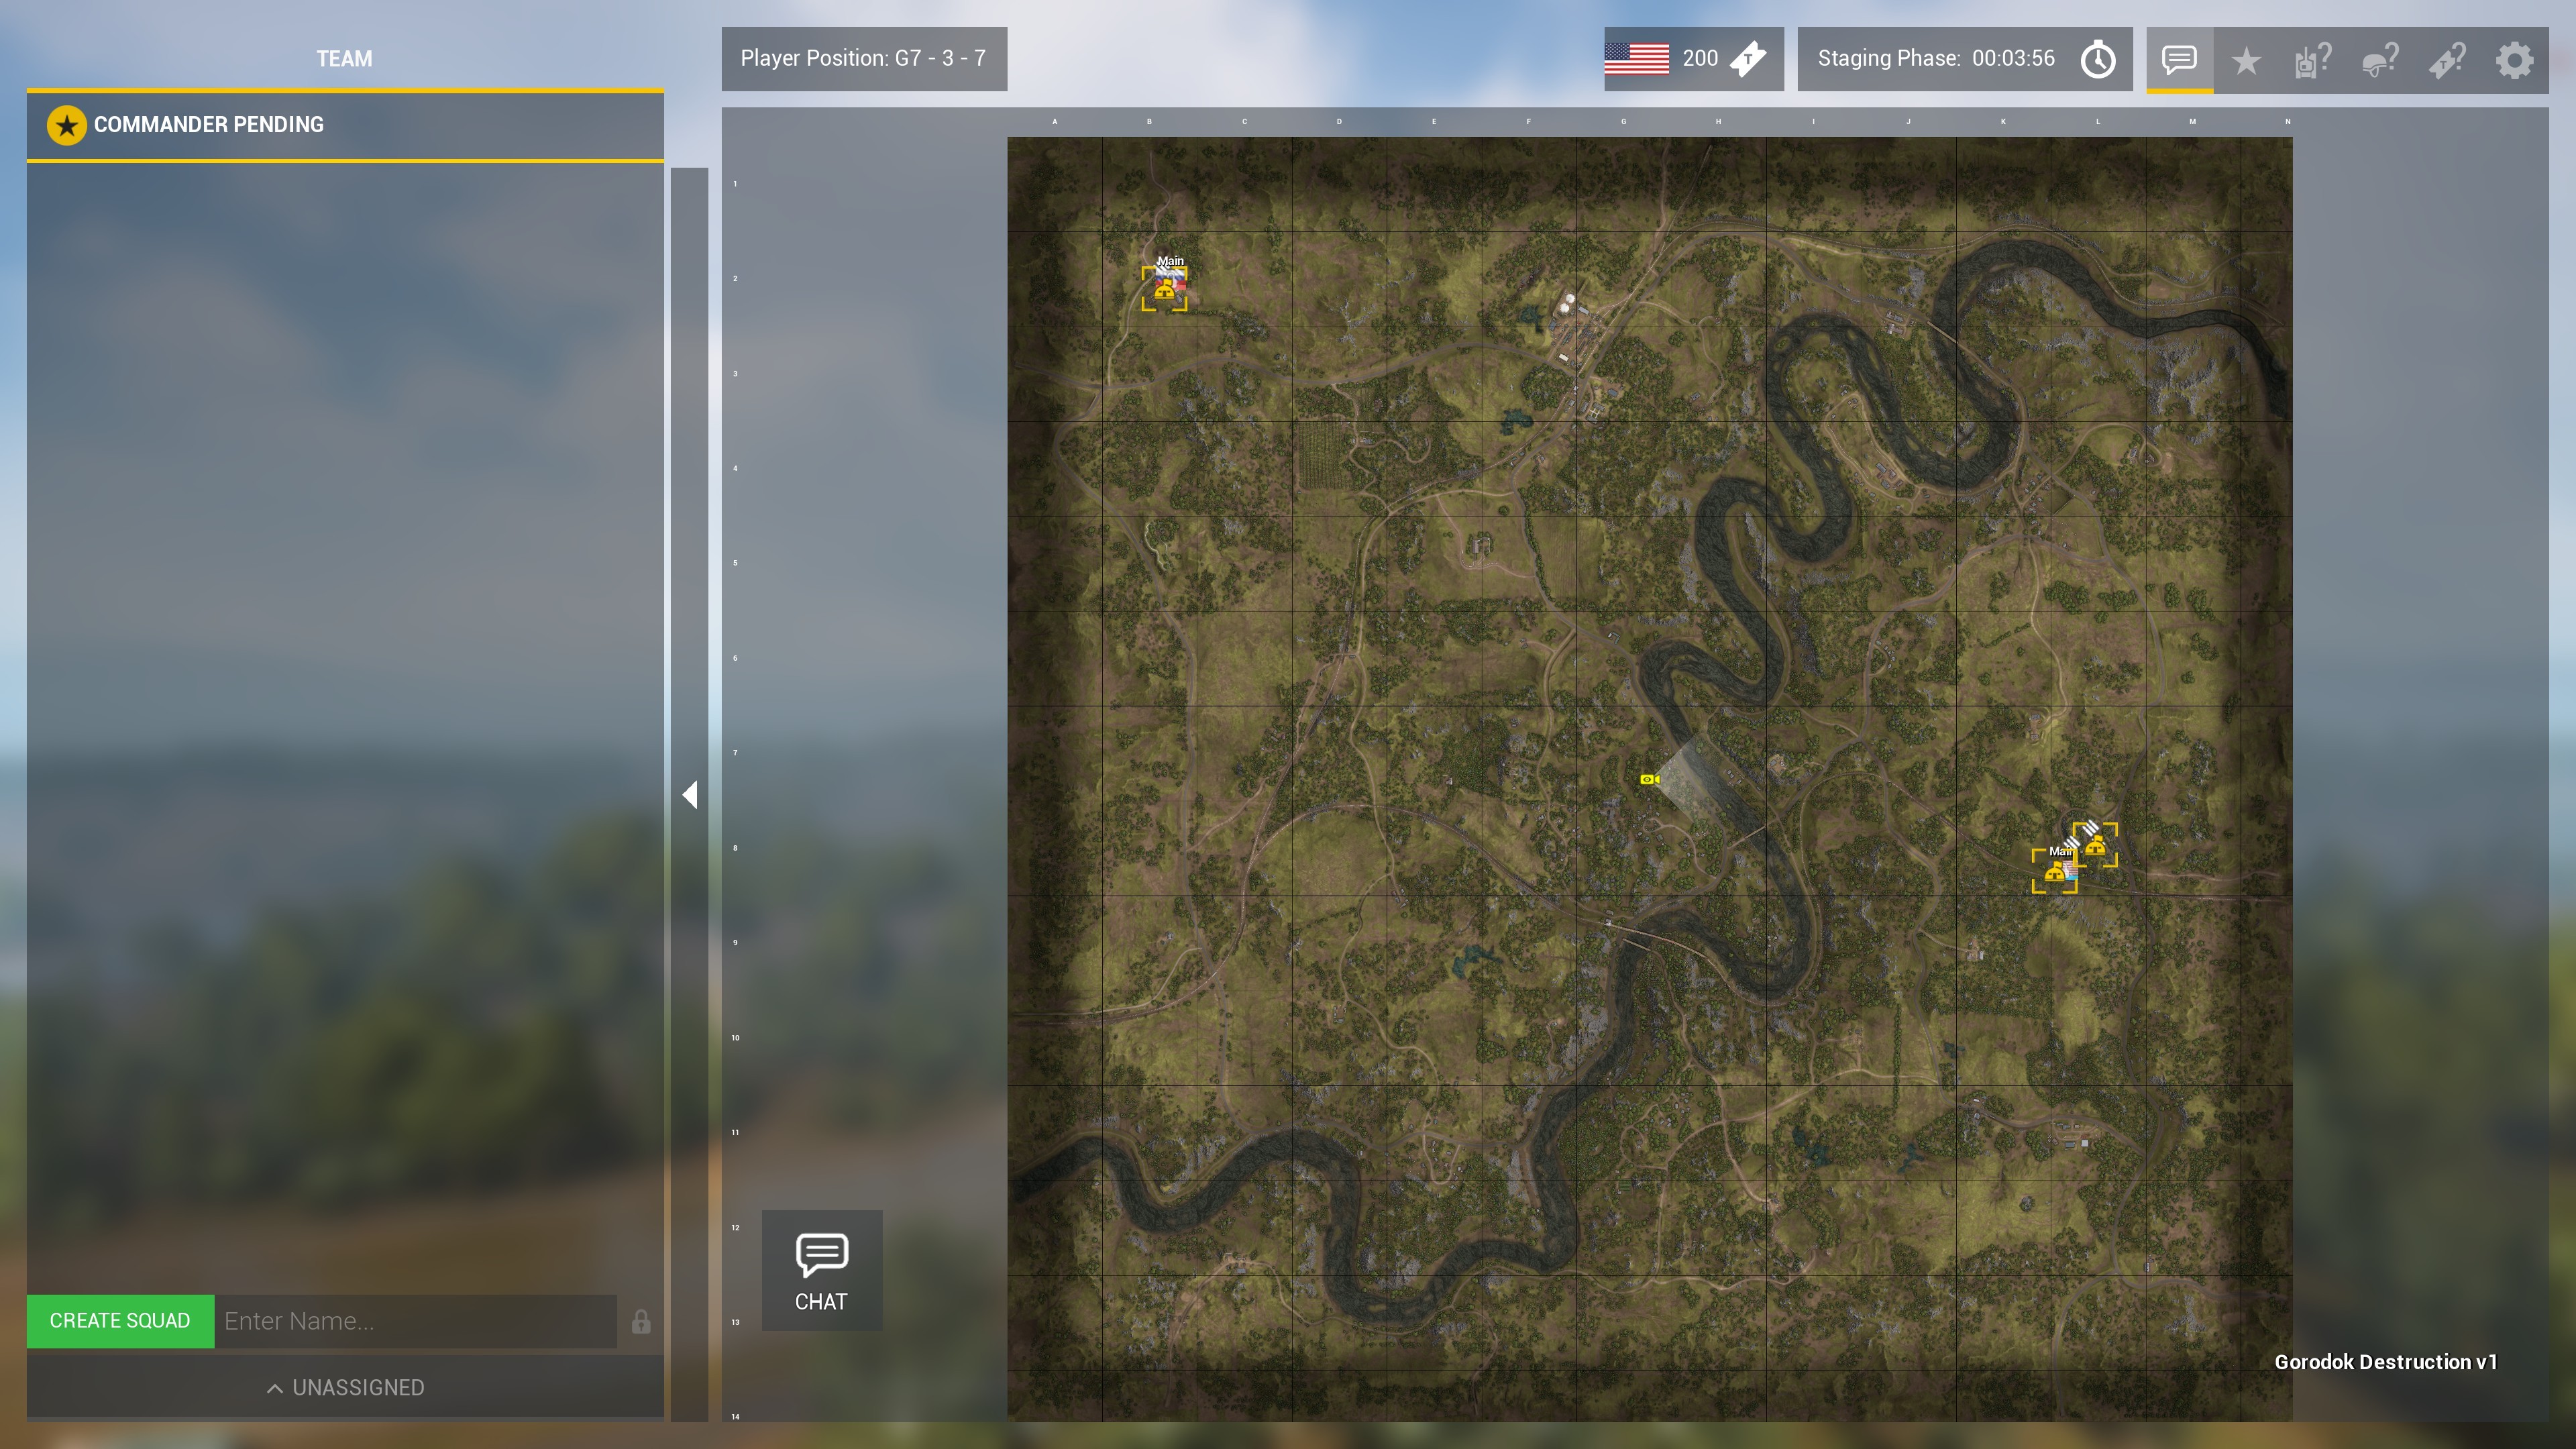 TEAM
Player Position: G7 - 3 - 7
200
T
Staging Phase: 00:03:56
? ? T ?
COMMANDER PENDING
A B C D E F G H I J K L M N
1
2
3
4
5
6
7
8
9
10
11
12
13
14
Main
Main
CHAT
CREATE SQUAD
Enter Name...
UNASSIGNED
Gorodok Destruction v1